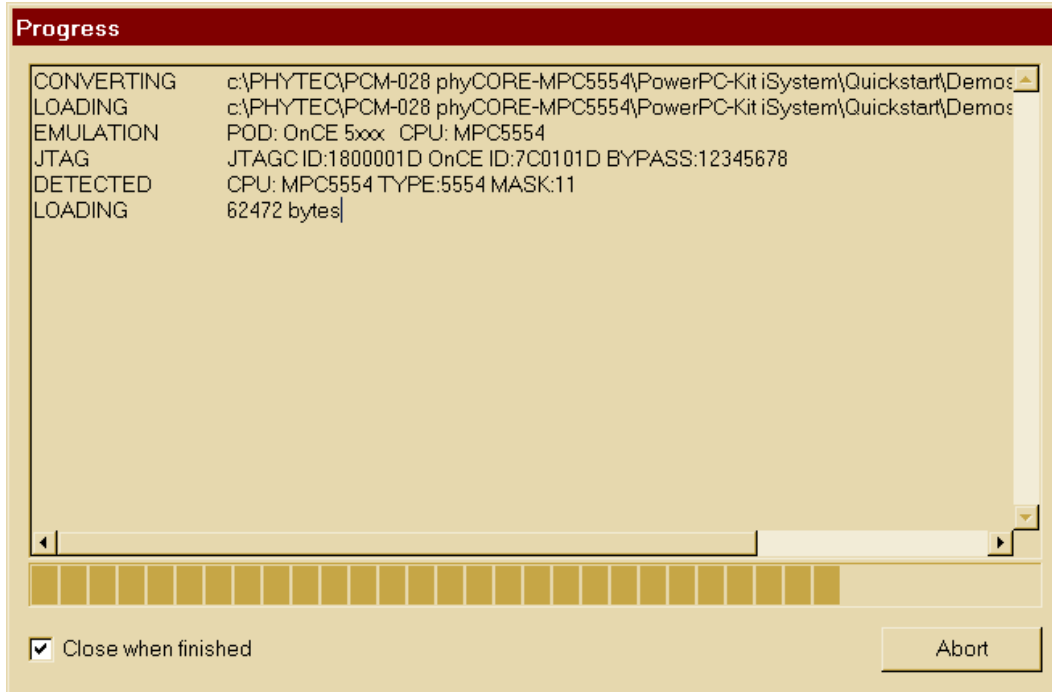 Progress
CONVERTING c:\PHYTEC\PCM-028 phyCORE-MPC5554\PowerPC-Kit iSystem\Quickstart\Demos
LOADING c:\PHYTEC\PCM-028 phyCORE-MPC5554\PowerPC-Kit iSystem\Quickstart\Demos
EMULATION POD: OnCE 5xxx CPU: MPC5554
JTAG JTAGC ID:1800001D OnCE ID:7C0101D BYPASS:12345678
DETECTED CPU: MPC5554 TYPE:5554 MASK:11
LOADING 62472 bytes
Close when finished
Abort